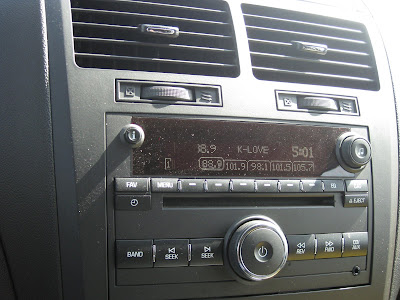 88.9 K-LOVE 5:01
88.9 101.9 98.1 101.5 105.7
FAV MENU
EJECT
BAND SEEK SEEK REV FWD AUX